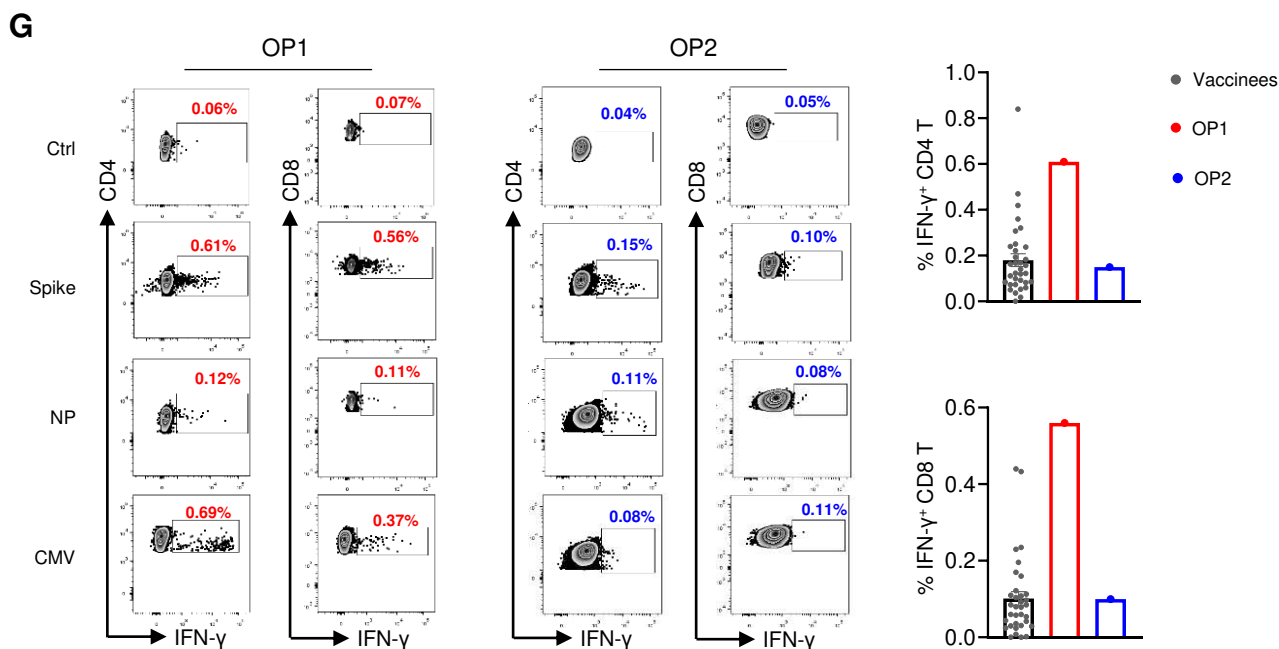 G
OP1
OP2
Ctrl
0.06%
0.07%
0.04%
0.05%
CD4
CD8
CD4
CD8
Spike
0.61%
0.56%
0.15%
0.10%
NP
0.12%
0.11%
0.11%
0.08%
CMV
0.69%
0.37%
0.08%
0.11%
IFN-γ
IFN-γ
IFN-γ
IFN-γ
% IFN-γ⁺ CD4 T
1.0
0.8
0.6
0.4
0.2
0.0
Vaccinees
OP1
OP2
% IFN-γ⁺ CD8 T
0.6
0.4
0.2
0.0